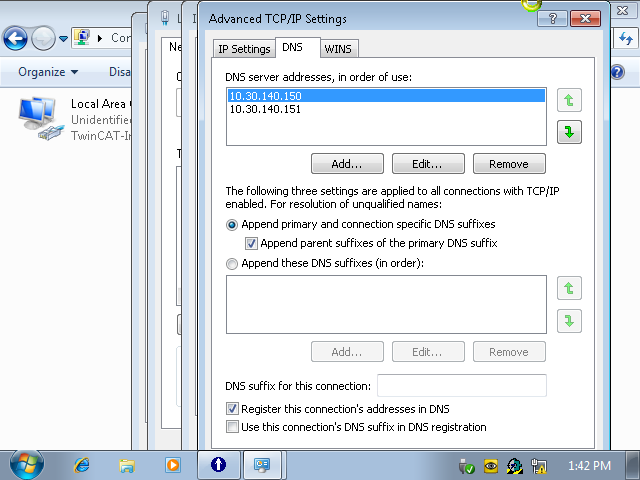 Advanced TCP/IP Settings
Con
Organize
Disa
Local Area
Unidentified
TwinCAT-In
Ne
IP Settings
DNS
WINS
DNS server addresses, in order of use:
10.30.140.150
10.30.140.151
Add...
Edit...
Remove
The following three settings are applied to all connections with TCP/IP
enabled. For resolution of unqualified names:
Append primary and connection specific DNS suffixes
Append parent suffixes of the primary DNS suffix
Append these DNS suffixes (in order):
Add...
Edit...
Remove
DNS suffix for this connection:
Register this connection's addresses in DNS
Use this connection's DNS suffix in DNS registration
1:42 PM